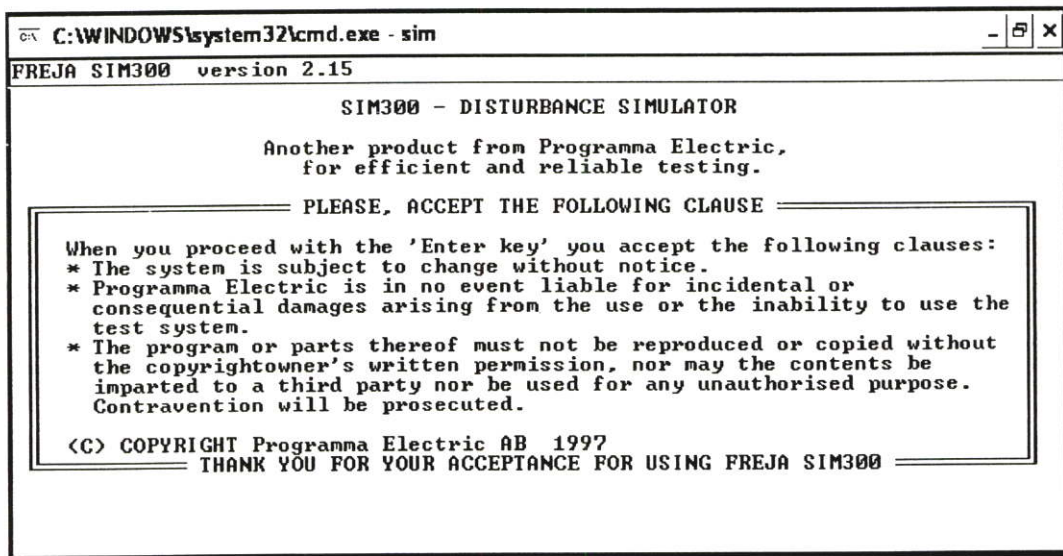 C:\WINDOWS\system32\cmd.exe - sim
FREJA SIM300 version 2.15
SIM300 - DISTURBANCE SIMULATOR
Another product from Programma Electric,
for efficient and reliable testing.
PLEASE, ACCEPT THE FOLLOWING CLAUSE
When you proceed with the 'Enter key' you accept the following clauses:
* The system is subject to change without notice.
* Programma Electric is in no event liable for incidental or
consequential damages arising from the use or the inability to use the
test system.
* The program or parts thereof must not be reproduced or copied without
the copyrightowner's written permission, nor may the contents be
imparted to a third party nor be used for any unauthorised purpose.
Contravention will be prosecuted.
(C) COPYRIGHT Programma Electric AB 1997
THANK YOU FOR YOUR ACCEPTANCE FOR USING FREJA SIM300